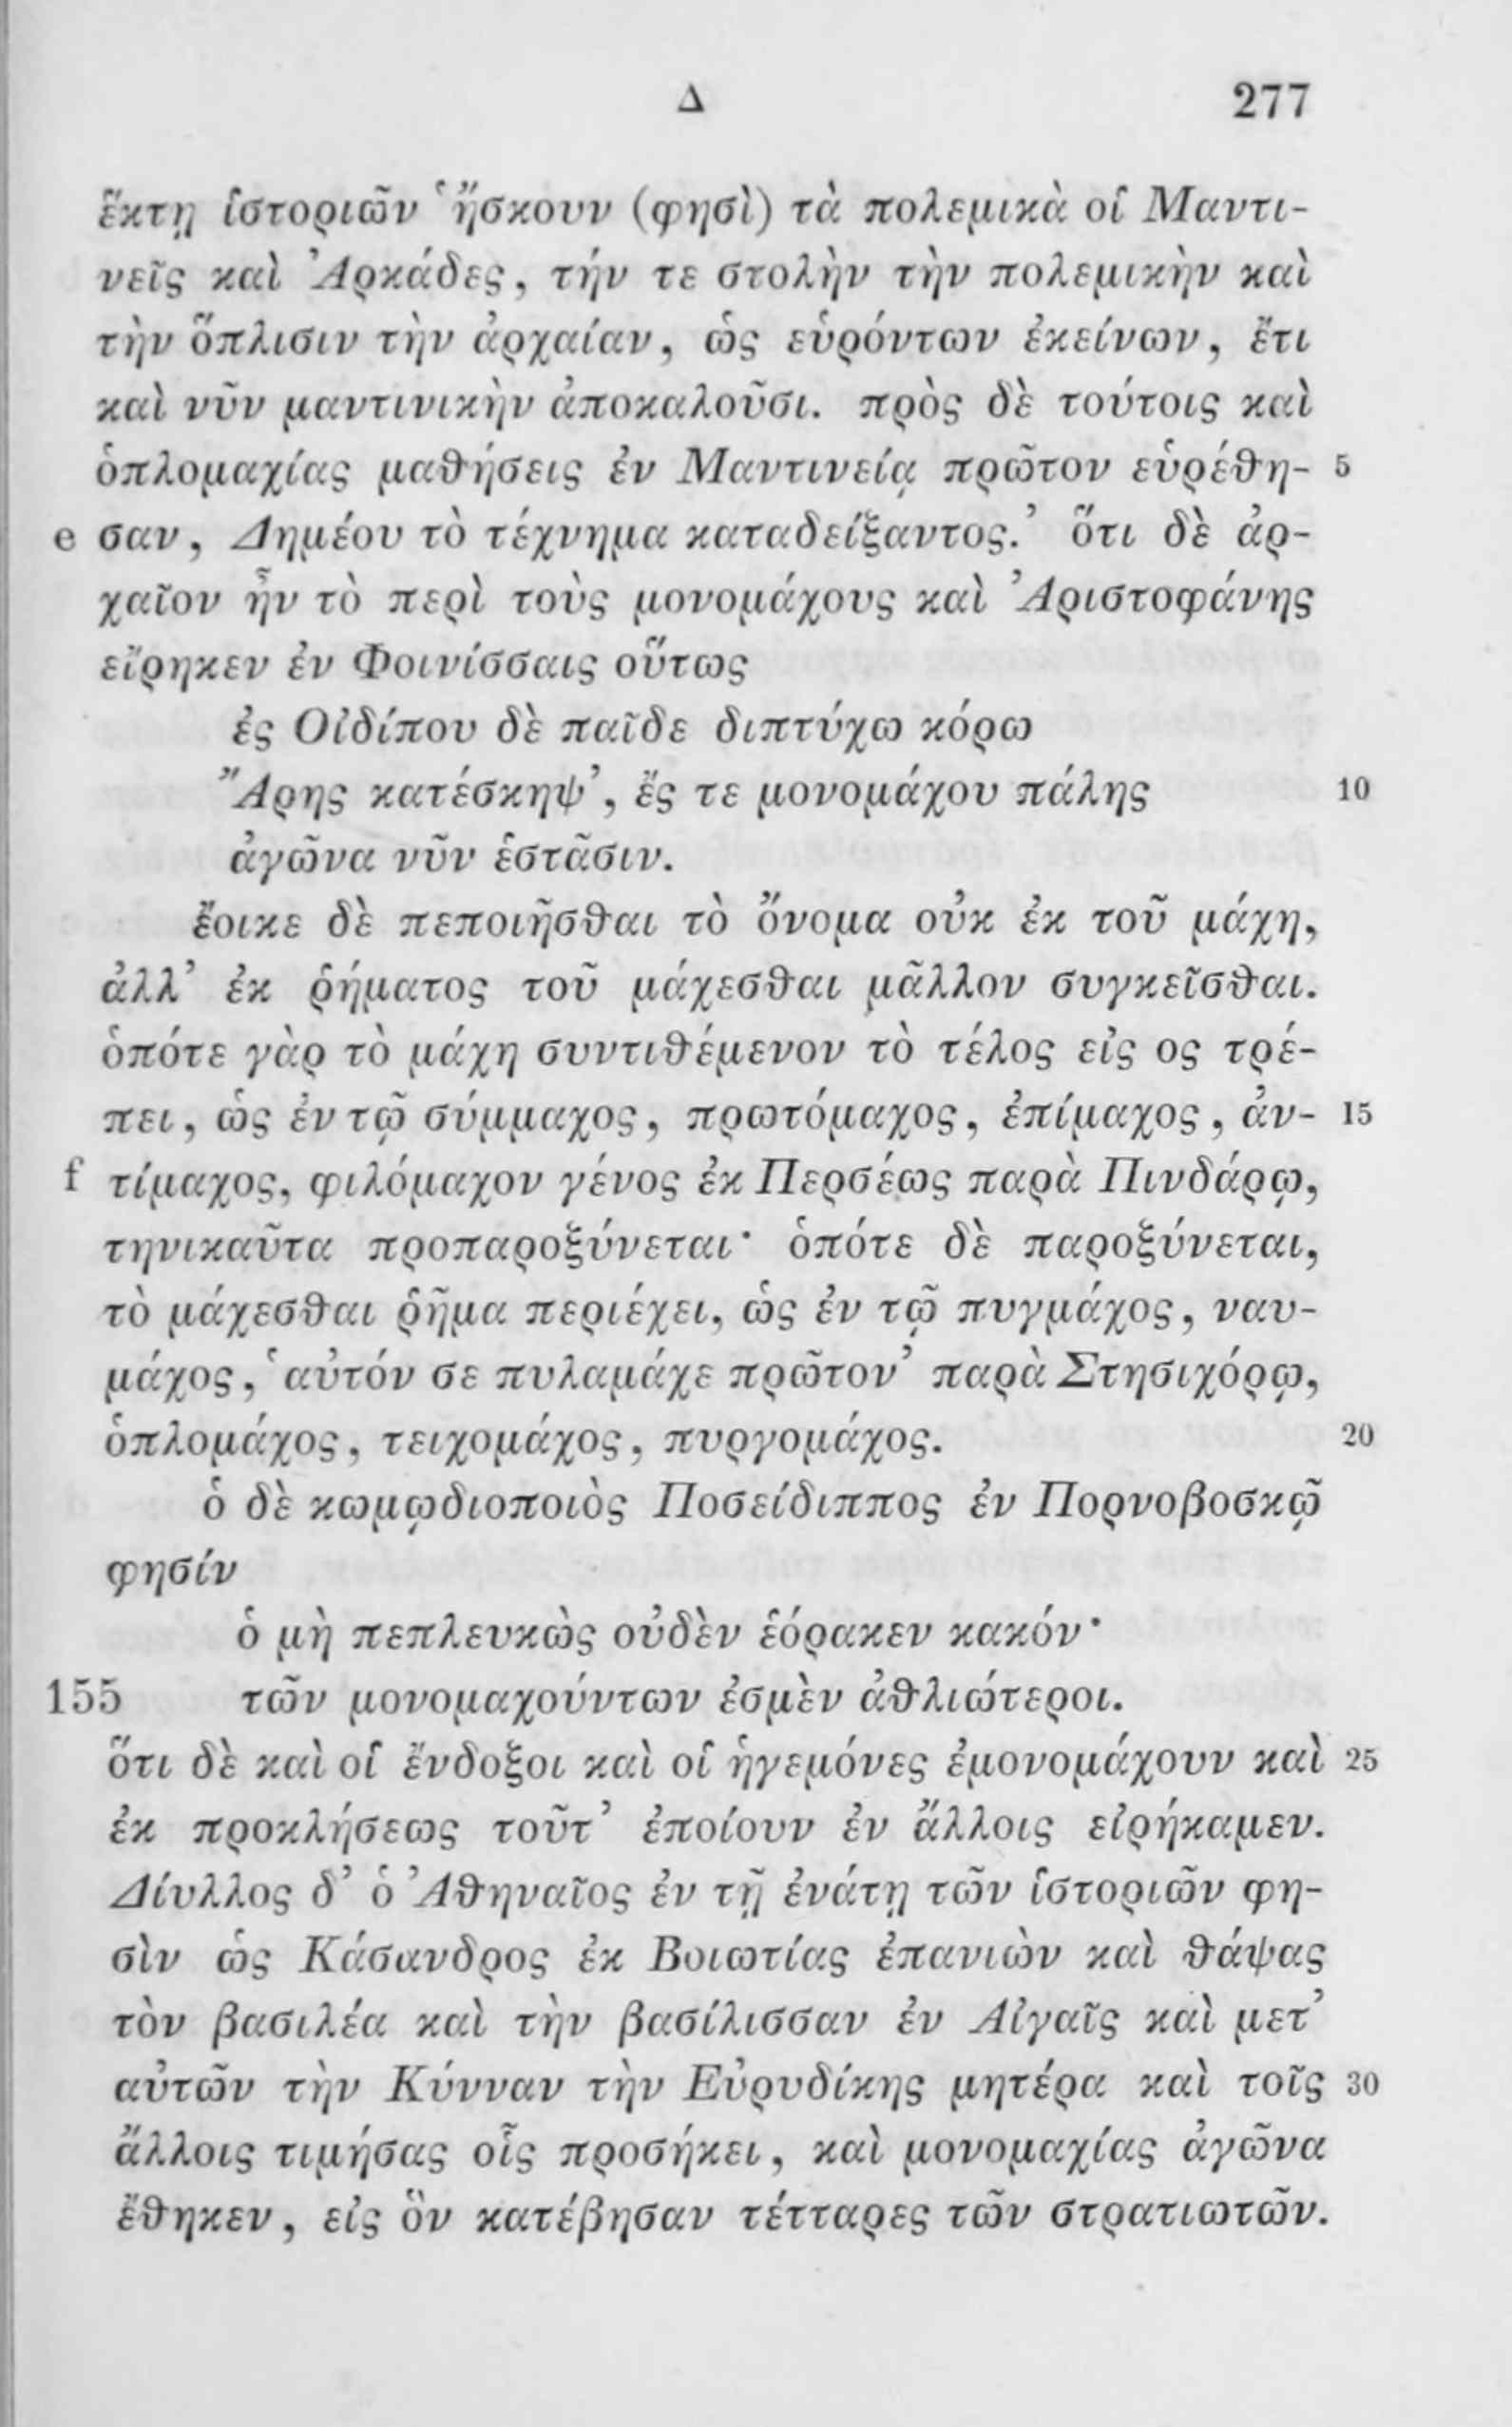 Δ 277
ἕκτῃ ἱστοριῶν ‘ἤσκουν (φησὶ) τὰ πολεμικὰ οἱ Μαντι-
νεῖς καὶ Ἀρκάδες, τήν τε στολὴν τὴν πολεμικὴν καὶ
τὴν ὅπλισιν τὴν ἀρχαίαν, ὡς εὑρόντων ἐκείνων, ἔτι
καὶ νῦν μαντινικὴν ἀποκαλοῦσι. πρὸς δὲ τούτοις καὶ
ὁπλομαχίας μαθήσεις ἐν Μαντινείᾳ πρῶτον εὑρέθη- 5
e σαν, Δημέου τὸ τέχνημα καταδείξαντος.’ ὅτι δὲ ἀρ-
χαῖον ἦν τὸ περὶ τοὺς μονομάχους καὶ Ἀριστοφάνης
εἴρηκεν ἐν Φοινίσσαις οὕτως
ἐς Οἰδίπου δὲ παῖδε διπτύχω κόρω
Ἄρης κατέσκηψ’, ἔς τε μονομάχου πάλης 10
ἀγῶνα νῦν ἑστᾶσιν.
ἔοικε δὲ πεποιῆσθαι τὸ ὄνομα οὐκ ἐκ τοῦ μάχη,
ἀλλ’ ἐκ ῥήματος τοῦ μάχεσθαι μᾶλλον συγκεῖσθαι.
ὁπότε γὰρ τὸ μάχη συντιθέμενον τὸ τέλος εἰς ος τρέ-
πει, ὡς ἐν τῷ σύμμαχος, πρωτόμαχος, ἐπίμαχος, ἀν- 15
f τίμαχος, φιλόμαχον γένος ἐκ Περσέως παρὰ Πινδάρῳ,
τηνικαῦτα προπαροξύνεται· ὁπότε δὲ παροξύνεται,
τὸ μάχεσθαι ῥῆμα περιέχει, ὡς ἐν τῷ πυγμάχος, ναυ-
μάχος, ‘αὐτόν σε πυλαμάχε πρῶτον’ παρὰ Στησιχόρῳ,
ὁπλομάχος, τειχομάχος, πυργομάχος. 20
ὁ δὲ κωμῳδιοποιὸς Ποσείδιππος ἐν Πορνοβοσκῷ
φησίν
ὁ μὴ πεπλευκὼς οὐδὲν ἑόρακεν κακόν·
155 τῶν μονομαχούντων ἐσμὲν ἀθλιώτεροι.
ὅτι δὲ καὶ οἱ ἔνδοξοι καὶ οἱ ἡγεμόνες ἐμονομάχουν καὶ 25
ἐκ προκλήσεως τοῦτ’ ἐποίουν ἐν ἄλλοις εἰρήκαμεν.
Δίυλλος δ’ ὁ Ἀθηναῖος ἐν τῇ ἐνάτῃ τῶν ἱστοριῶν φη-
σὶν ὡς Κάσανδρος ἐκ Βοιωτίας ἐπανιὼν καὶ θάψας
τὸν βασιλέα καὶ τὴν βασίλισσαν ἐν Αἰγαῖς καὶ μετ’
αὐτῶν τὴν Κύνναν τὴν Εὐρυδίκης μητέρα καὶ τοῖς 30
ἄλλοις τιμήσας οἷς προσήκει, καὶ μονομαχίας ἀγῶνα
ἔθηκεν, εἰς ὃν κατέβησαν τέτταρες τῶν στρατιωτῶν.